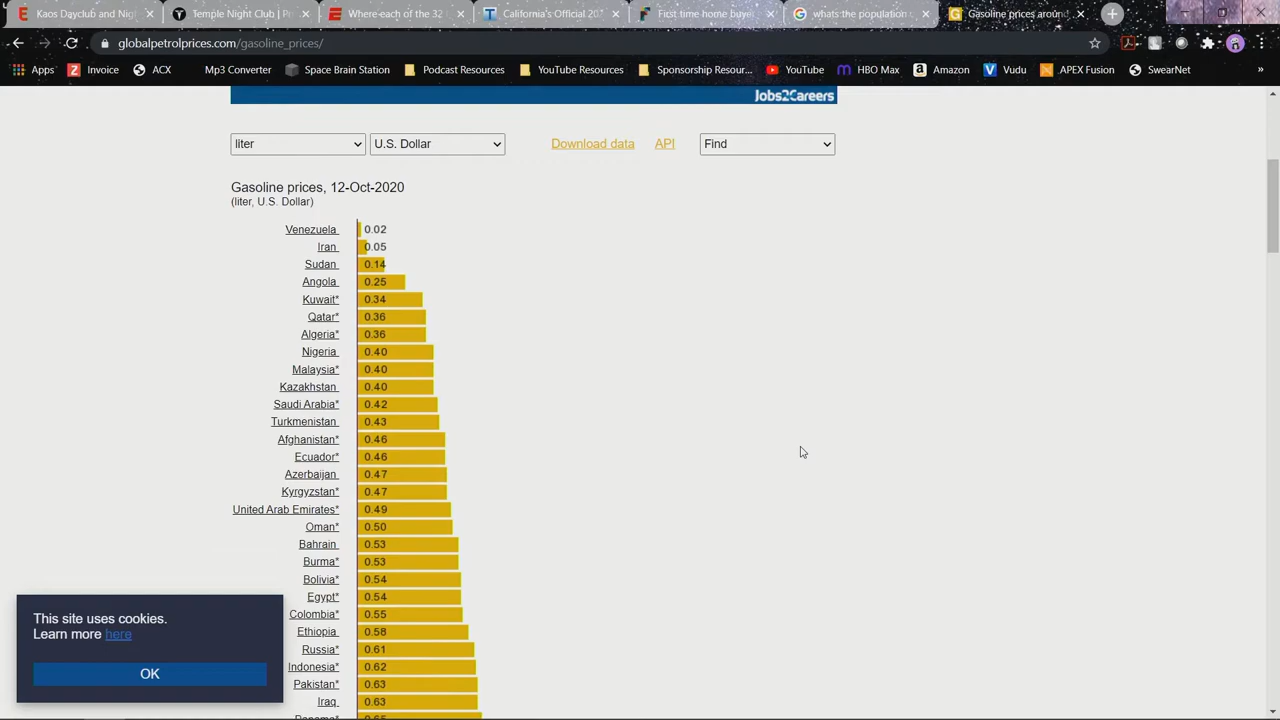 Kaos Dayclub and Nig
Temple Night Club | Pri
Where each of the 32
California's Official 202
First time home buyer
whats the population o
Gasoline prices around
globalpetrolprices.com/gasoline_prices/
Apps
Invoice
ACX
Mp3 Converter
Space Brain Station
Podcast Resources
YouTube Resources
Sponsorship Resour...
YouTube
HBO Max
Amazon
Vudu
APEX Fusion
SwearNet
»
Jobs2Careers
liter
U.S. Dollar
Download data
API
Find
Gasoline prices, 12-Oct-2020
(liter, U.S. Dollar)
Venezuela 0.02
Iran 0.05
Sudan 0.14
Angola 0.25
Kuwait* 0.34
Qatar* 0.36
Algeria* 0.36
Nigeria 0.40
Malaysia* 0.40
Kazakhstan 0.40
Saudi Arabia* 0.42
Turkmenistan 0.43
Afghanistan* 0.46
Ecuador* 0.46
Azerbaijan 0.47
Kyrgyzstan* 0.47
United Arab Emirates* 0.49
Oman* 0.50
Bahrain 0.53
Burma* 0.53
Bolivia* 0.54
Egypt* 0.54
Colombia* 0.55
Ethiopia 0.58
Russia* 0.61
Indonesia* 0.62
Pakistan* 0.63
Iraq 0.63
Panama* 0.65
This site uses cookies.
Learn more here
OK